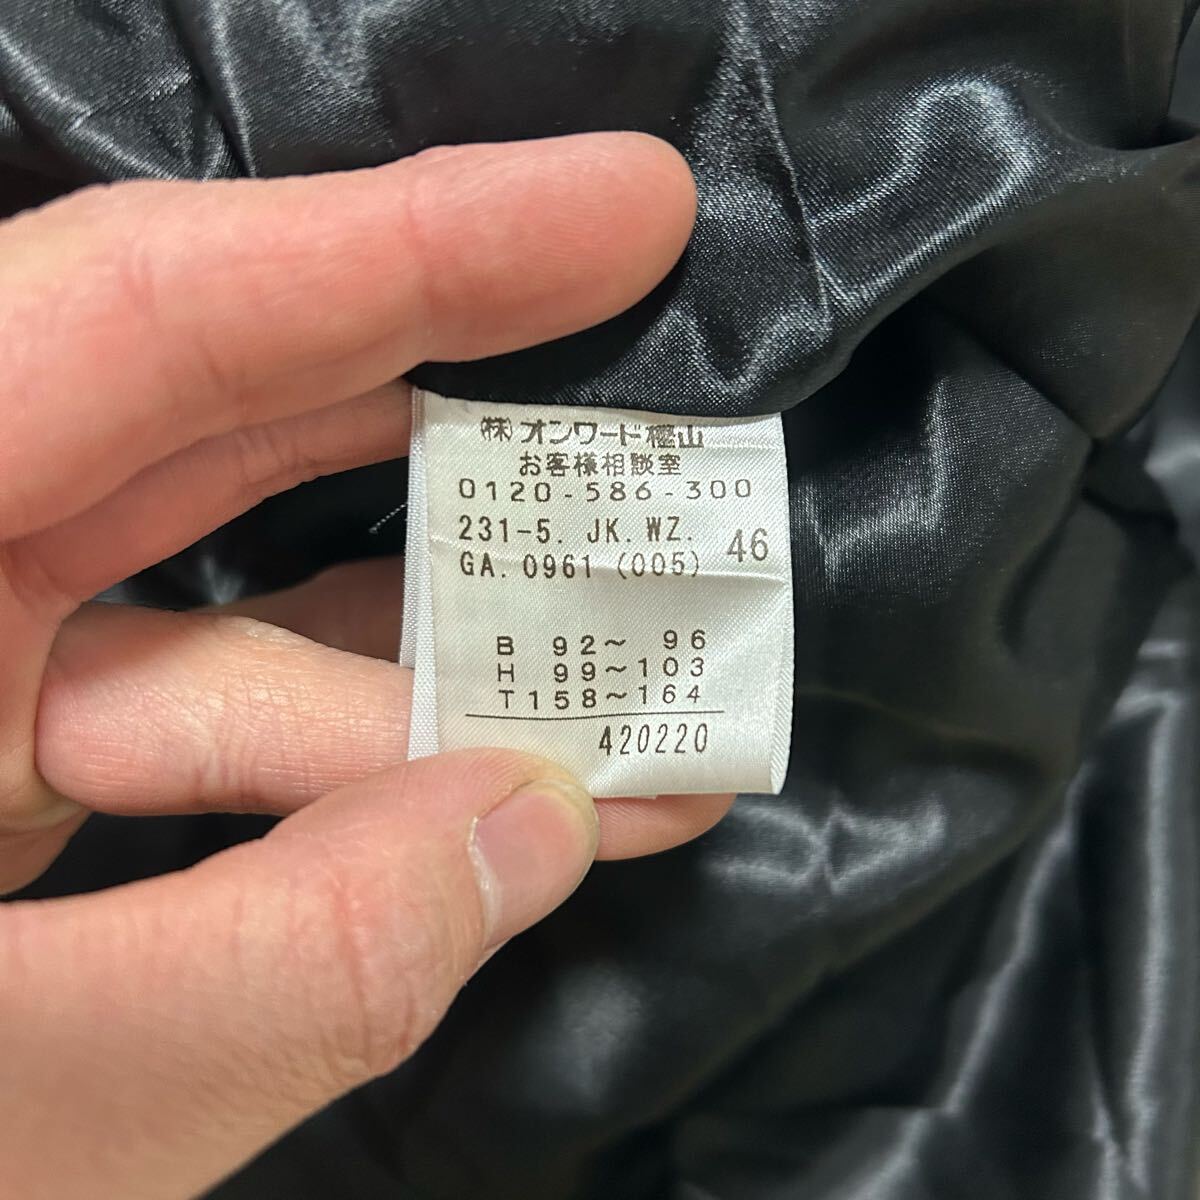 ㈱オンワード樫山
お客様相談室
0120-586-300
231-5. JK. WZ.
GA. 0961 (005) 46
B 92～ 96
H 99～103
T158～164
420220